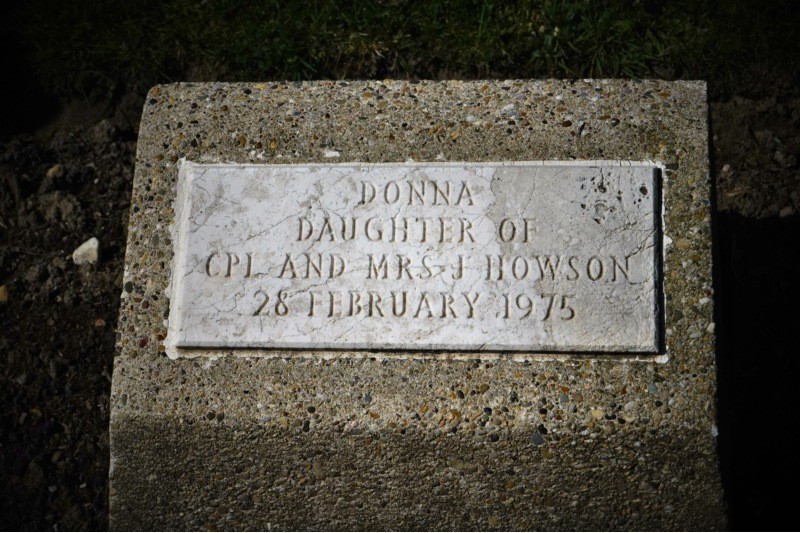 DONNA
DAUGHTER OF
CPL AND MRS J HOWSON
28 FEBRUARY 1975